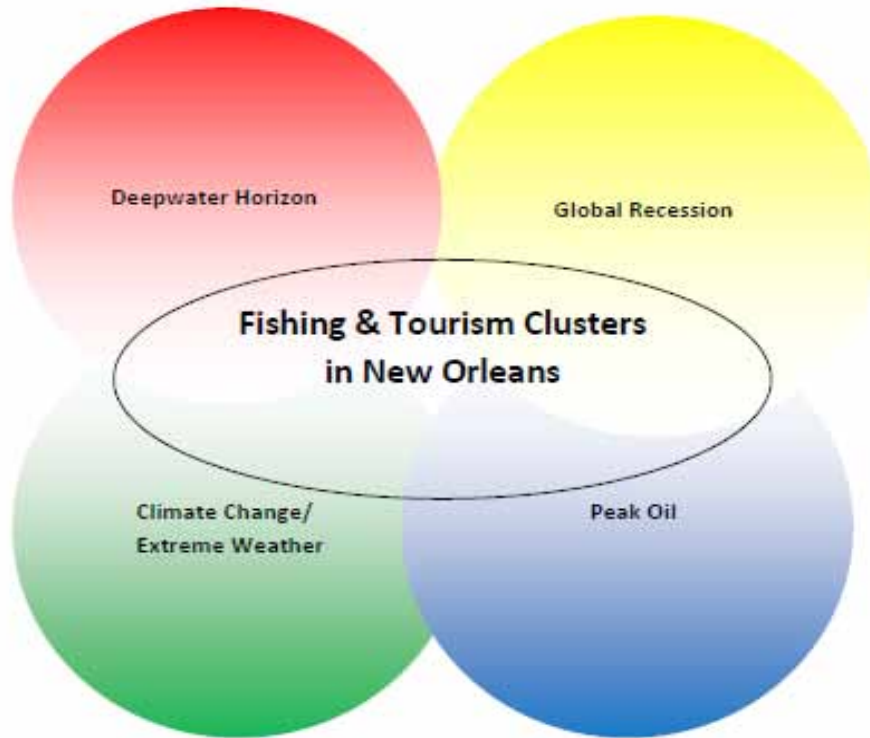 Deepwater Horizon
Global Recession
Fishing & Tourism Clusters
in New Orleans
Climate Change/
Extreme Weather
Peak Oil